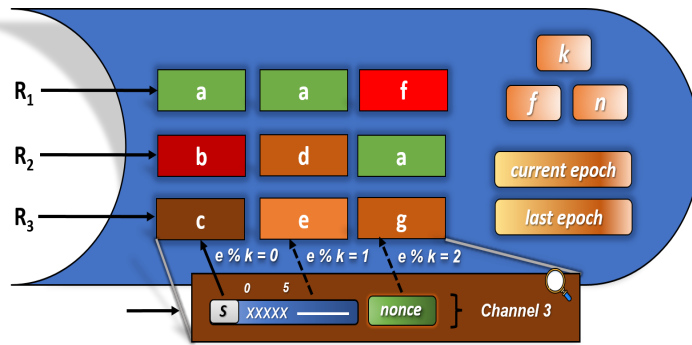 k
R1 a a f
f n
R2 b d a
current epoch
R3 c e g
last epoch
e % k = 0 e % k = 1 e % k = 2
0 5
S XXXXX nonce Channel 3